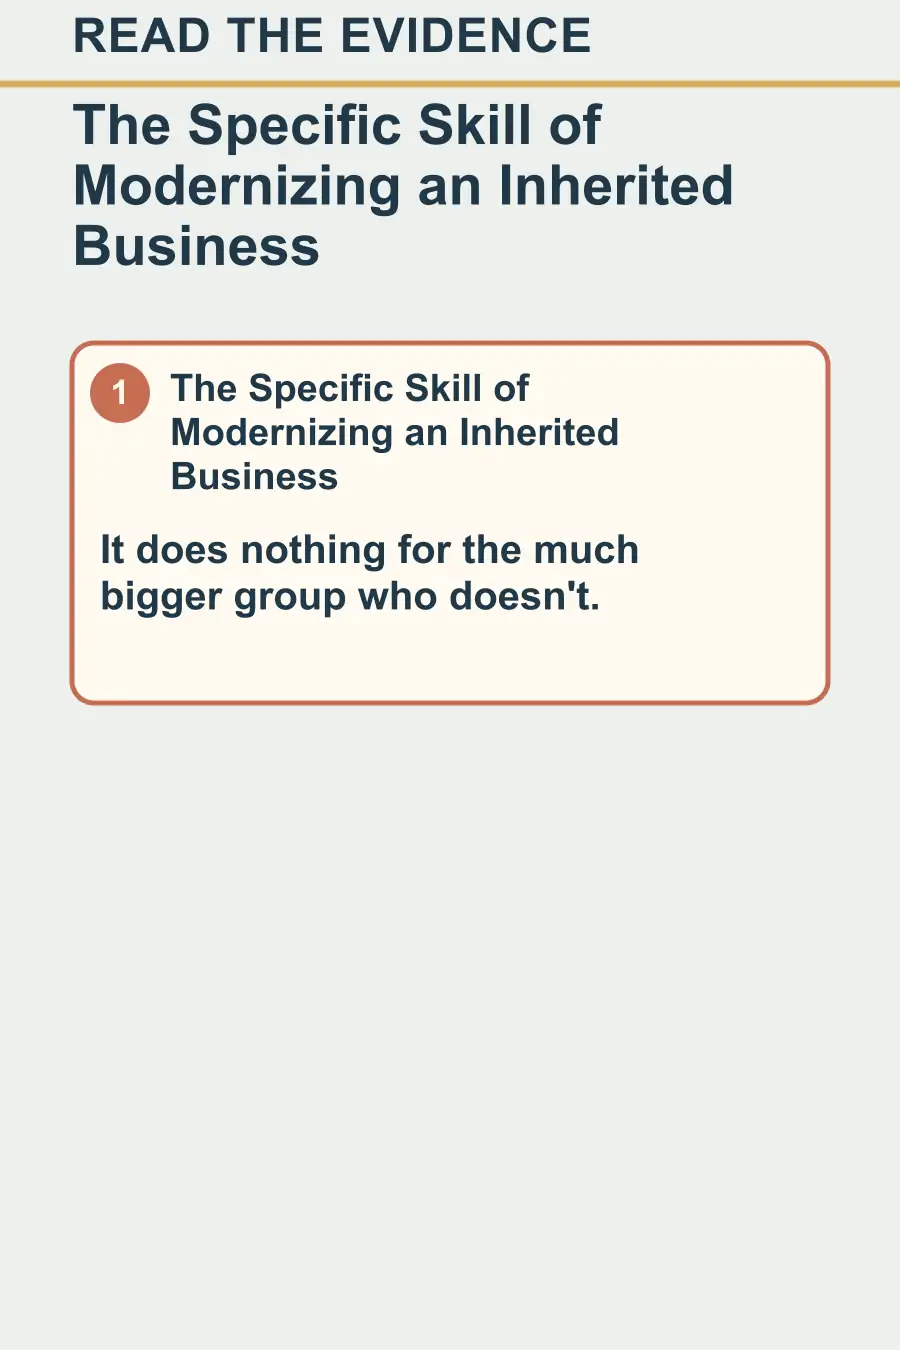 READ THE EVIDENCE
The Specific Skill of
Modernizing an Inherited
Business
1
The Specific Skill of
Modernizing an Inherited
Business
It does nothing for the much
bigger group who doesn't.